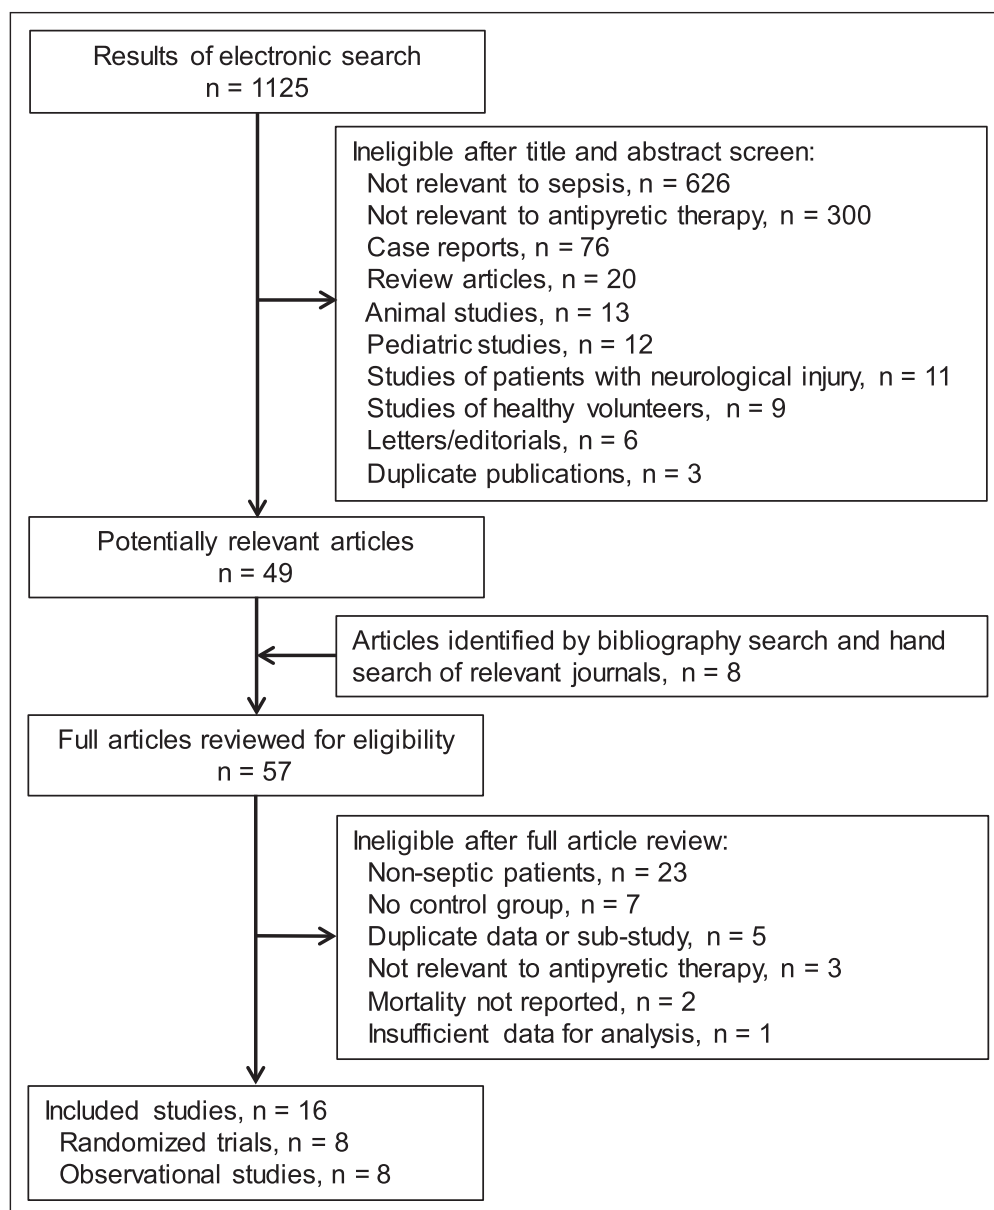 Results of electronic search
n = 1125
Ineligible after title and abstract screen:
Not relevant to sepsis, n = 626
Not relevant to antipyretic therapy, n = 300
Case reports, n = 76
Review articles, n = 20
Animal studies, n = 13
Pediatric studies, n = 12
Studies of patients with neurological injury, n = 11
Studies of healthy volunteers, n = 9
Letters/editorials, n = 6
Duplicate publications, n = 3
Potentially relevant articles
n = 49
Articles identified by bibliography search and hand
search of relevant journals, n = 8
Full articles reviewed for eligibility
n = 57
Ineligible after full article review:
Non-septic patients, n = 23
No control group, n = 7
Duplicate data or sub-study, n = 5
Not relevant to antipyretic therapy, n = 3
Mortality not reported, n = 2
Insufficient data for analysis, n = 1
Included studies, n = 16
Randomized trials, n = 8
Observational studies, n = 8